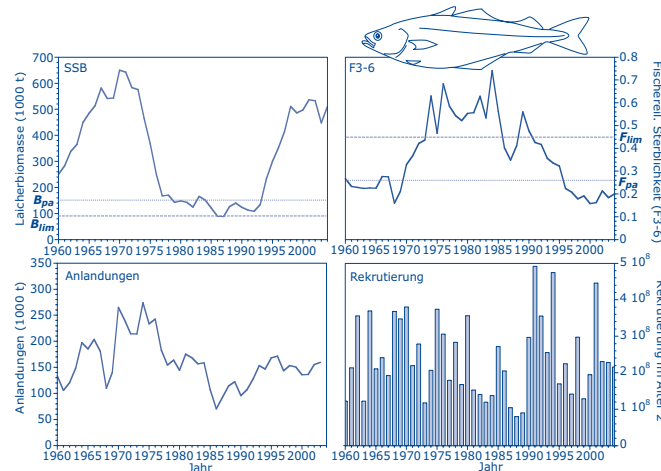 SSB
Laicherbiomasse (1000 t)
700
600
500
400
300
200
100
0
Bpa
Blim
1960 1965 1970 1975 1980 1985 1990 1995 2000
F3-6
Fischereil. Sterblichkeit (F3-6)
0.8
0.7
0.6
0.5
0.4
0.3
0.2
0.1
0
Flim
Fpa
1960 1965 1970 1975 1980 1985 1990 1995 2000
Anlandungen
Anlandungen (1000 t)
350
300
250
200
150
100
50
0
1960 1965 1970 1975 1980 1985 1990 1995 2000
Jahr
Rekrutierung
Rekrutierung im Alter 2
5 10⁸
4 10⁸
3 10⁸
2 10⁸
1 10⁸
0
1960 1965 1970 1975 1980 1985 1990 1995 2000
Jahr